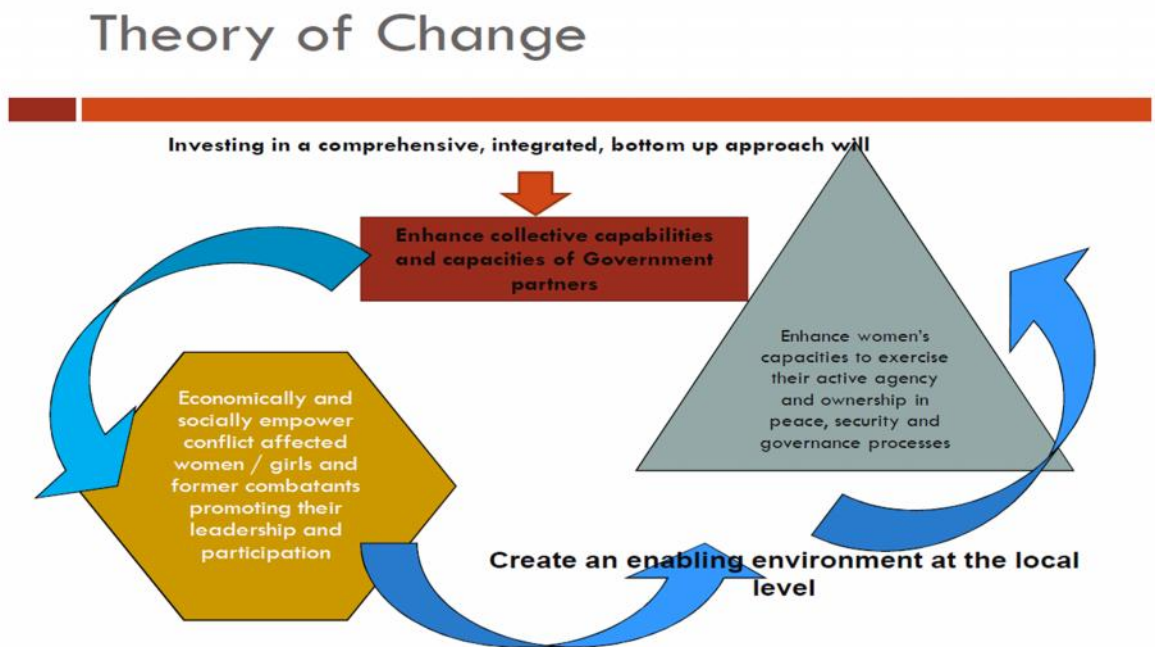 Theory of Change
Investing in a comprehensive, integrated, bottom up approach will
Enhance collective capabilities
and capacities of Government
partners
Economically and
socially empower
conflict affected
women / girls and
former combatants
promoting their
leadership and
participation
Create an enabling environment at the local
level
Enhance women's
capacities to exercise
their active agency
and ownership in
peace, security and
governance processes